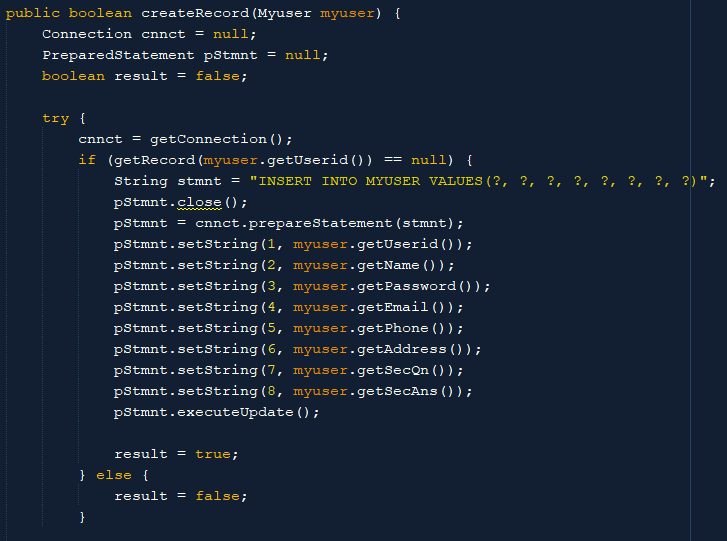 public boolean createRecord(Myuser myuser) {
    Connection cnnct = null;
    PreparedStatement pStmnt = null;
    boolean result = false;

    try {
        cnnct = getConnection();
        if (getRecord(myuser.getUserid()) == null) {
            String stmnt = "INSERT INTO MYUSER VALUES(?, ?, ?, ?, ?, ?, ?, ?)";
            pStmnt.close();
            pStmnt = cnnct.prepareStatement(stmnt);
            pStmnt.setString(1, myuser.getUserid());
            pStmnt.setString(2, myuser.getName());
            pStmnt.setString(3, myuser.getPassword());
            pStmnt.setString(4, myuser.getEmail());
            pStmnt.setString(5, myuser.getPhone());
            pStmnt.setString(6, myuser.getAddress());
            pStmnt.setString(7, myuser.getSecQn());
            pStmnt.setString(8, myuser.getSecAns());
            pStmnt.executeUpdate();

            result = true;
        } else {
            result = false;
        }